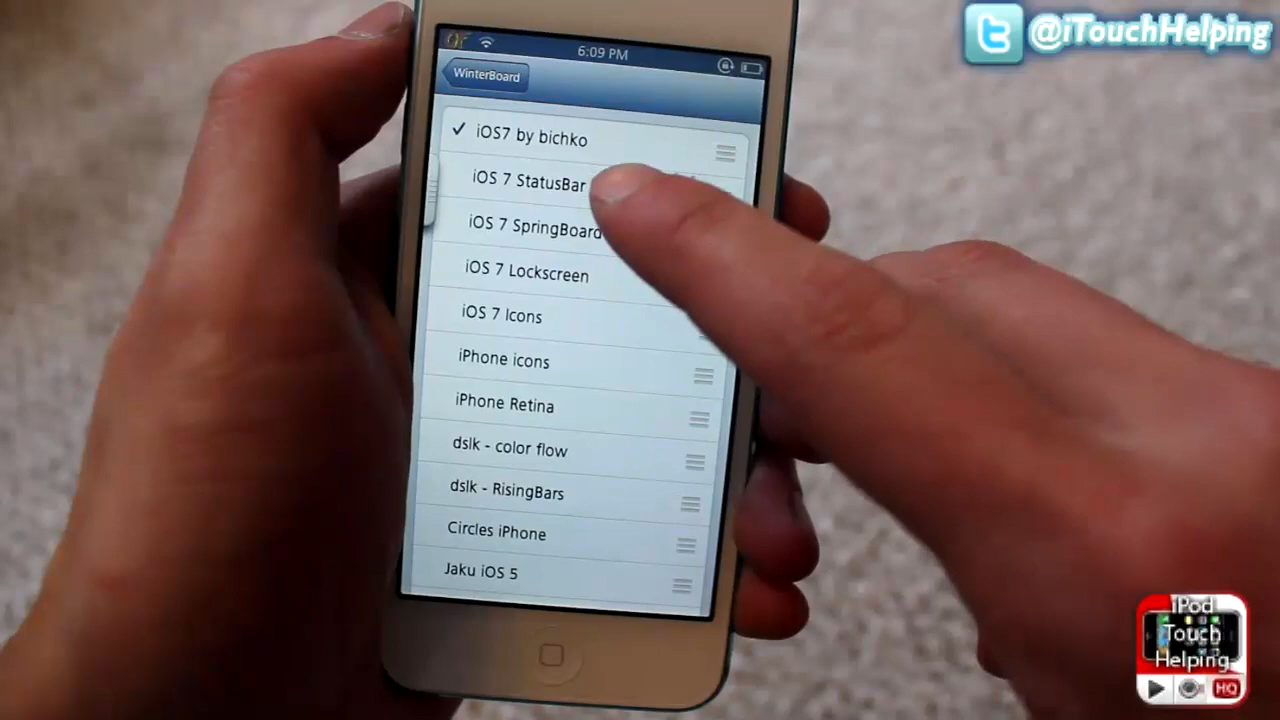 @iTouchHelping
6:09 PM
WinterBoard
iOS7 by bichko
iOS 7 StatusBar
iOS 7 SpringBoard
iOS 7 Lockscreen
iOS 7 Icons
iPhone icons
iPhone Retina
dslk - color flow
dslk - RisingBars
Circles iPhone
Jaku iOS 5
iPod
Touch
Helping
HQ